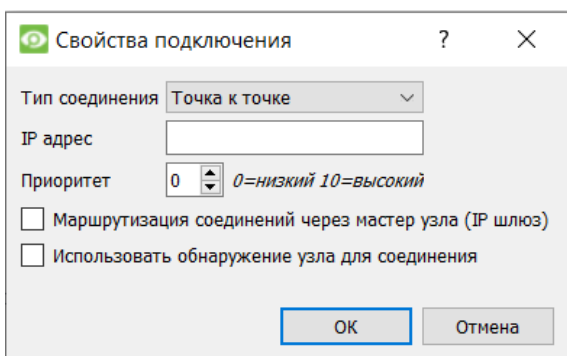 Свойства подключения ?
Тип соединения Точка к точке
IP адрес
Приоритет 0 0=низкий 10=высокий
Маршрутизация соединений через мастер узла (IP шлюз)
Использовать обнаружение узла для соединения
ОК Отмена